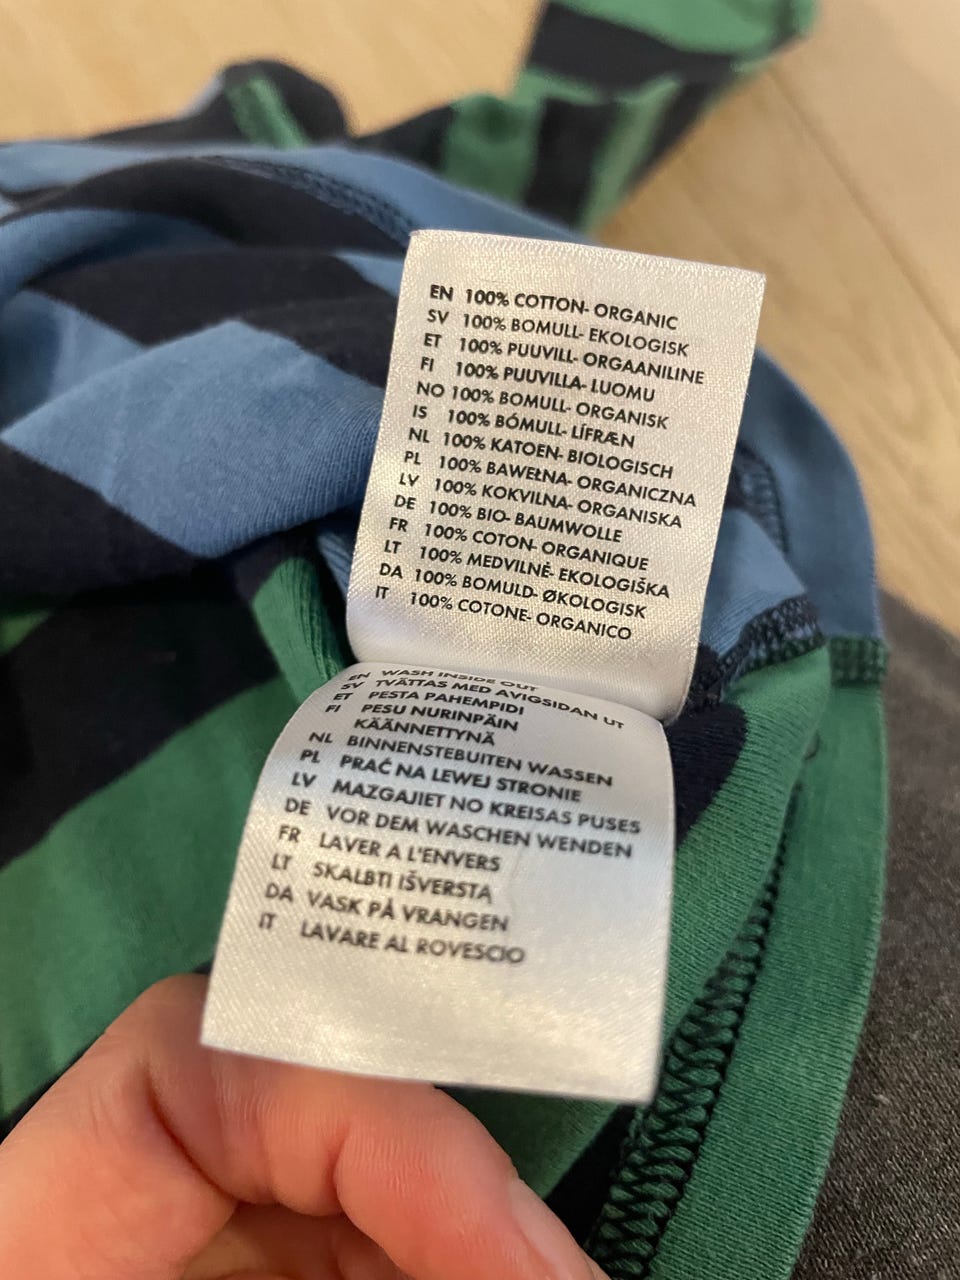 EN 100% COTTON- ORGANIC
SV 100% BOMULL- EKOLOGISK
ET 100% PUUVILL- ORGAANILINE
FI 100% PUUVILLA- LUOMU
NO 100% BOMULL- ORGANISK
IS 100% BÓMULL- LÍFRÆN
NL 100% KATOEN- BIOLOGISCH
PL 100% BAWEŁNA- ORGANICZNA
LV 100% KOKVILNA- ORGANISKA
DE 100% BIO- BAUMWOLLE
FR 100% COTON- ORGANIQUE
LT 100% MEDVILNĖ- EKOLOGIŠKA
DA 100% BOMULD- ØKOLOGISK
IT 100% COTONE- ORGANICO
EN WASH INSIDE OUT
SV TVÄTTAS MED AVIGSIDAN UT
ET PESTA PAHEMPIDI
FI PESU NURINPÄIN
KÄÄNNETTYNÄ
NL BINNENSTEBUITEN WASSEN
PL PRAĆ NA LEWEJ STRONIE
LV MAZGAJIET NO KREISAS PUSES
DE VOR DEM WASCHEN WENDEN
FR LAVER A L'ENVERS
LT SKALBTI IŠVERSTA
DA VASK PÅ VRANGEN
IT LAVARE AL ROVESCIO